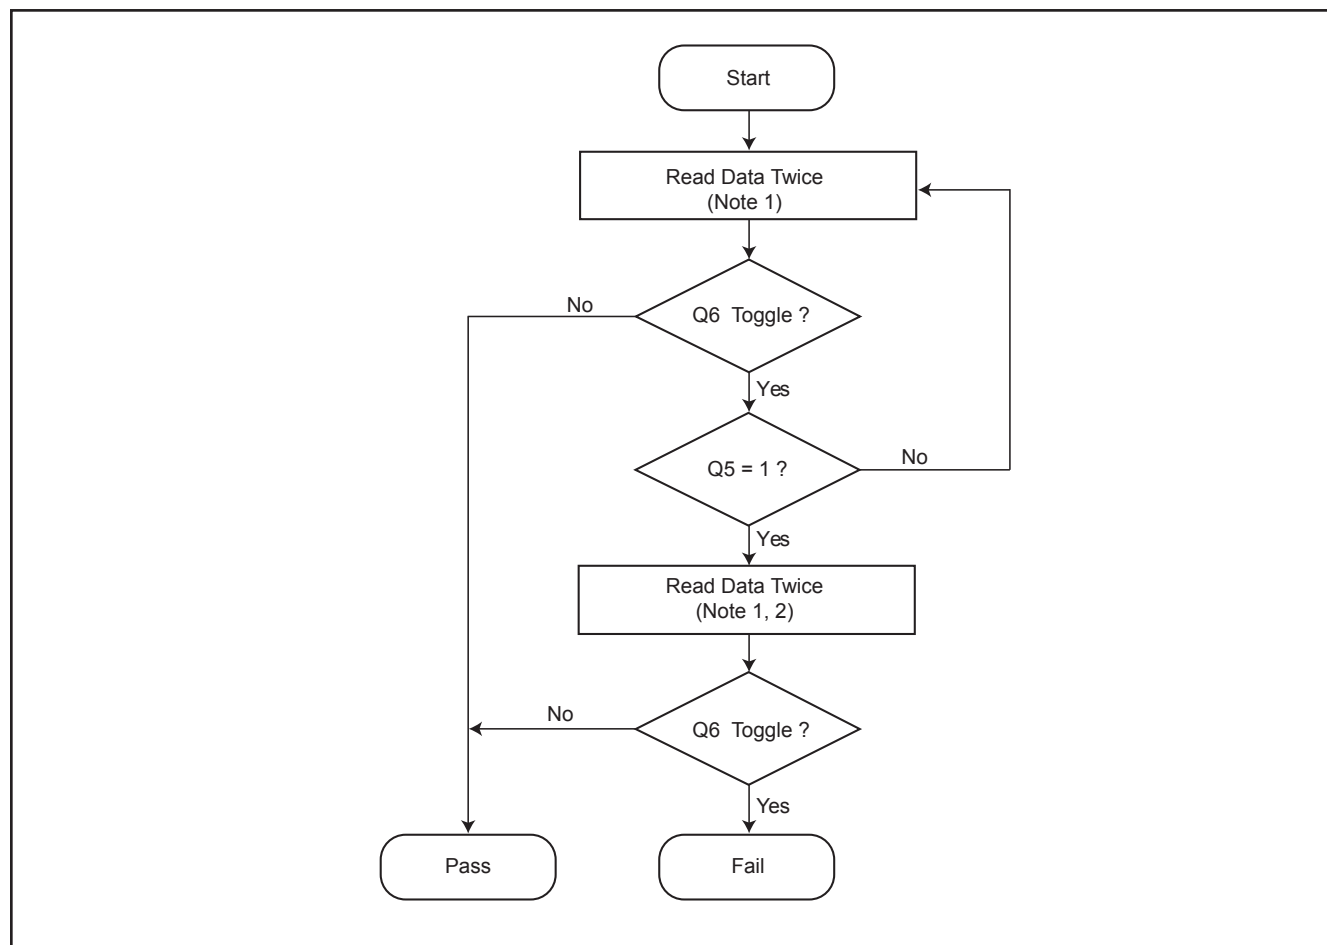 Start
Read Data Twice
(Note 1)
No
Q6 Toggle ?
Yes
Q5 = 1 ?
No
Yes
Read Data Twice
(Note 1, 2)
No
Q6 Toggle ?
Yes
Pass
Fail